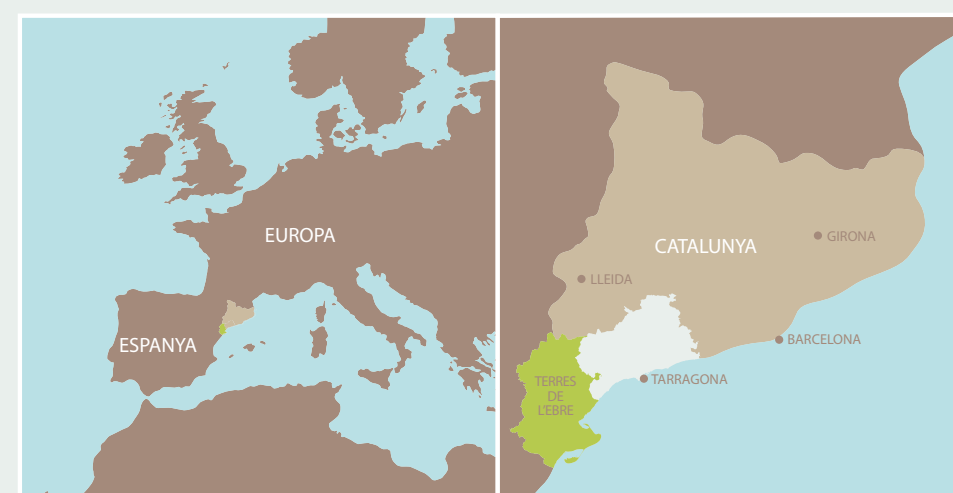 EUROPA
ESPANYA
CATALUNYA
GIRONA
LLEIDA
BARCELONA
TARRAGONA
TERRES
DE
L'EBRE